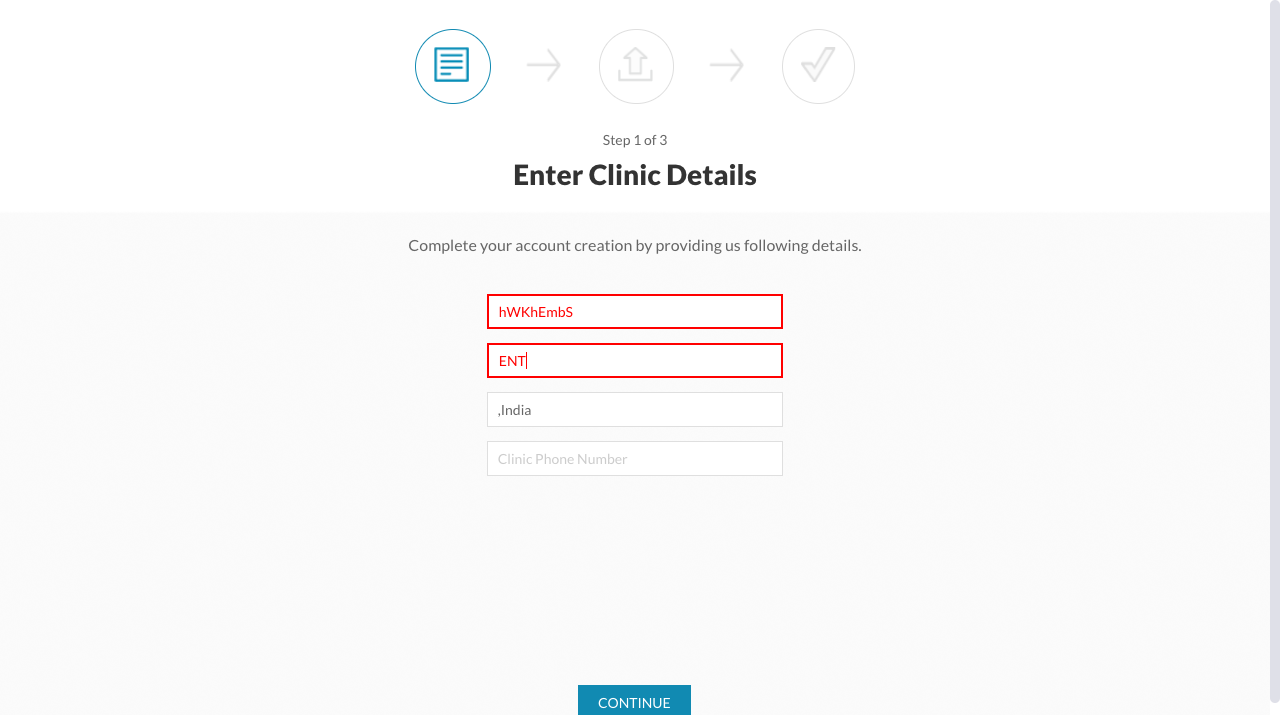 Step 1 of 3
Enter Clinic Details
Complete your account creation by providing us following details.
hWKhEmbS
ENT
,India
Clinic Phone Number
CONTINUE